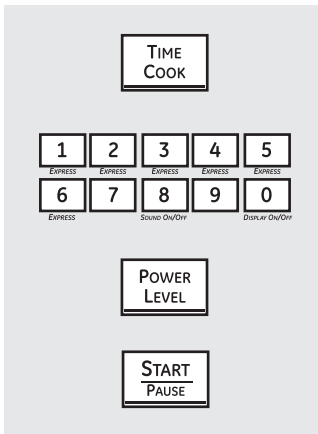 TIME
COOK
1 2 3 4 5
EXPRESS EXPRESS EXPRESS EXPRESS EXPRESS
6 7 8 9 0
EXPRESS SOUND ON/OFF DISPLAY ON/OFF
POWER
LEVEL
START
PAUSE